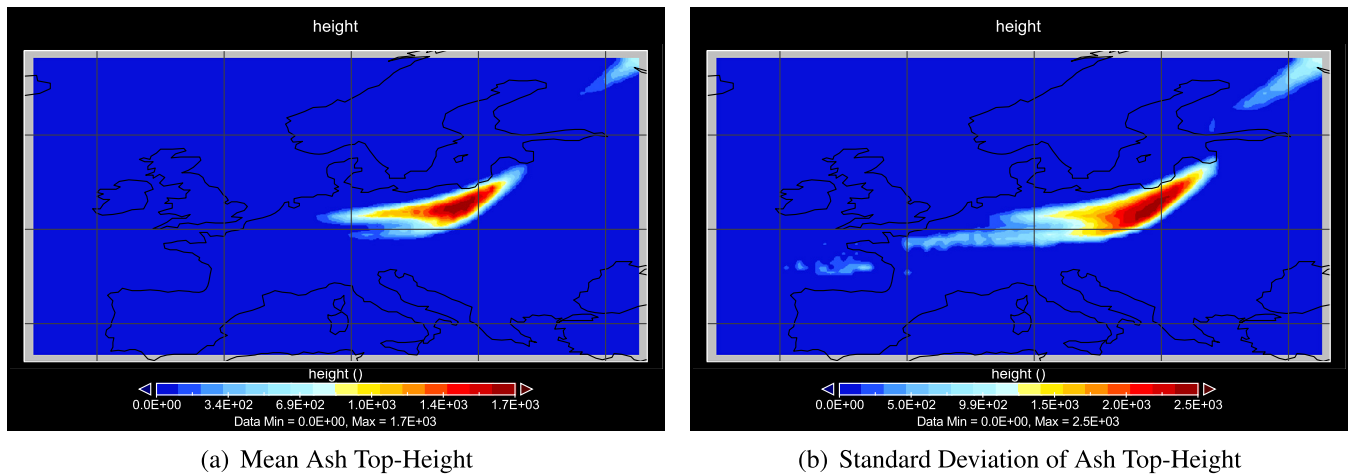 height
height ()
0.0E+00 3.4E+02 6.9E+02 1.0E+03 1.4E+03 1.7E+03
Data Min = 0.0E+00, Max = 1.7E+03
(a) Mean Ash Top-Height
height
height ()
0.0E+00 5.0E+02 9.9E+02 1.5E+03 2.0E+03 2.5E+03
Data Min = 0.0E+00, Max = 2.5E+03
(b) Standard Deviation of Ash Top-Height